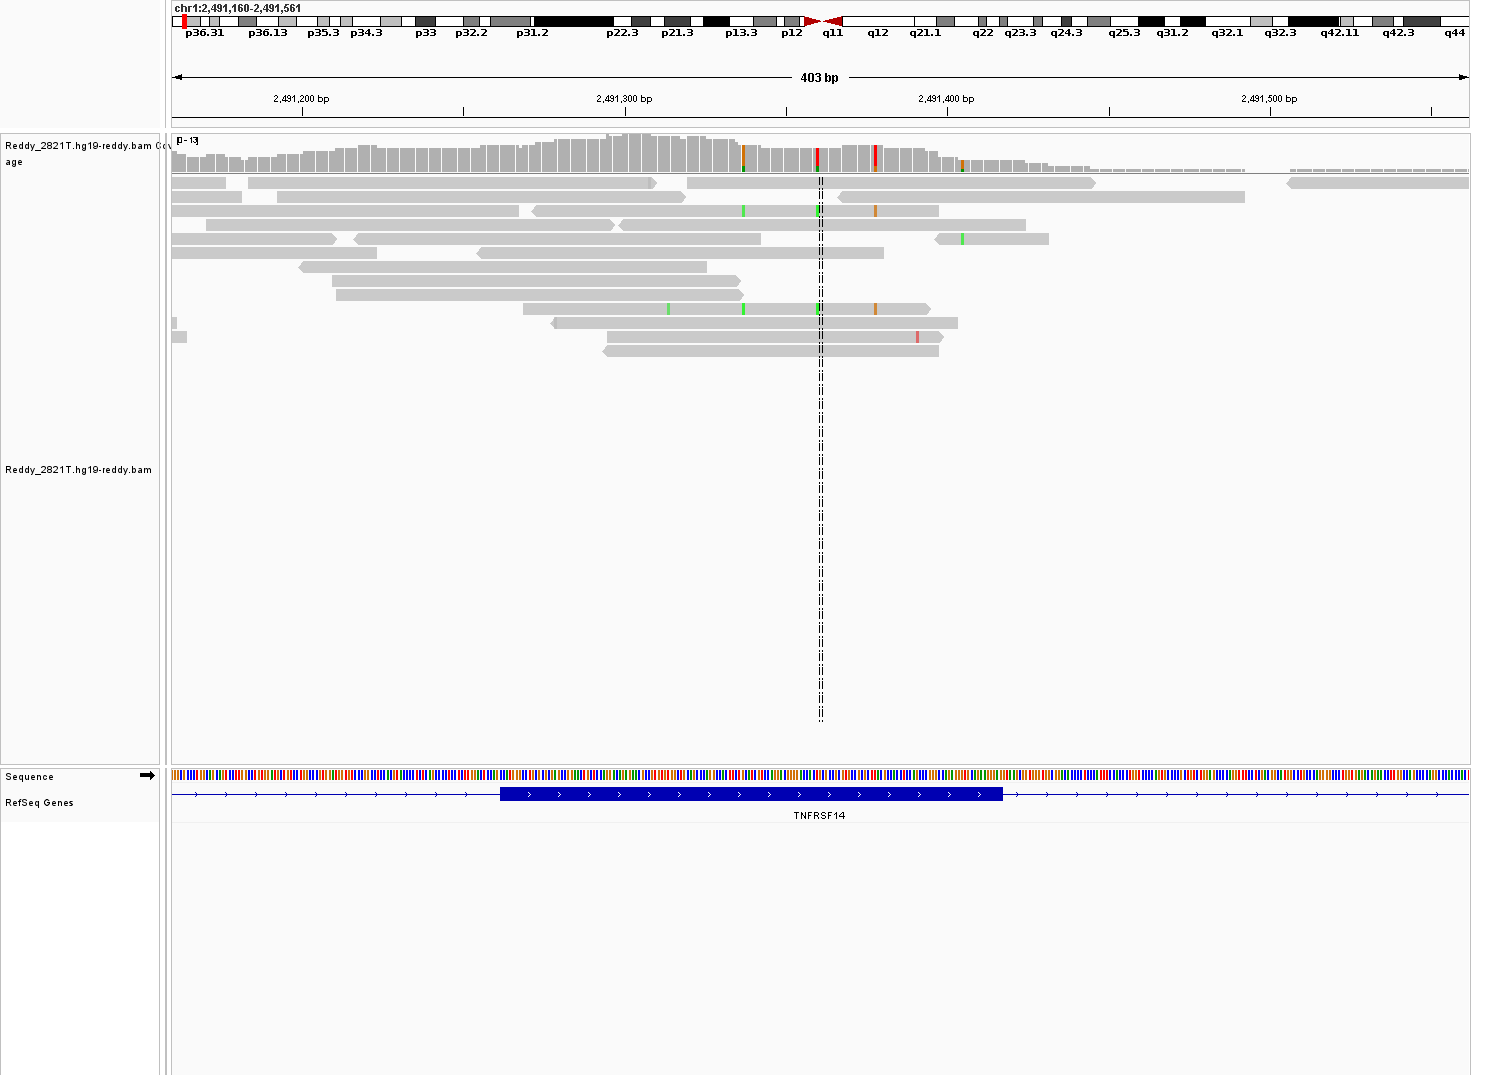 chr1:2,491,160-2,491,561
p36.31 p36.13 p35.3 p34.3 p33 p32.2 p31.2 p22.3 p21.3 p13.3 p12 q11 q12 q21.1 q22 q23.3 q24.3 q25.3 q31.2 q32.1 q32.3 q42.11 q42.3 q44
403 bp
2,491,200 bp 2,491,300 bp 2,491,400 bp 2,491,500 bp
Reddy_2821T.hg19-reddy.bam Cov
age
[0 - 13]
Reddy_2821T.hg19-reddy.bam
Sequence
RefSeq Genes
TNFRSF14